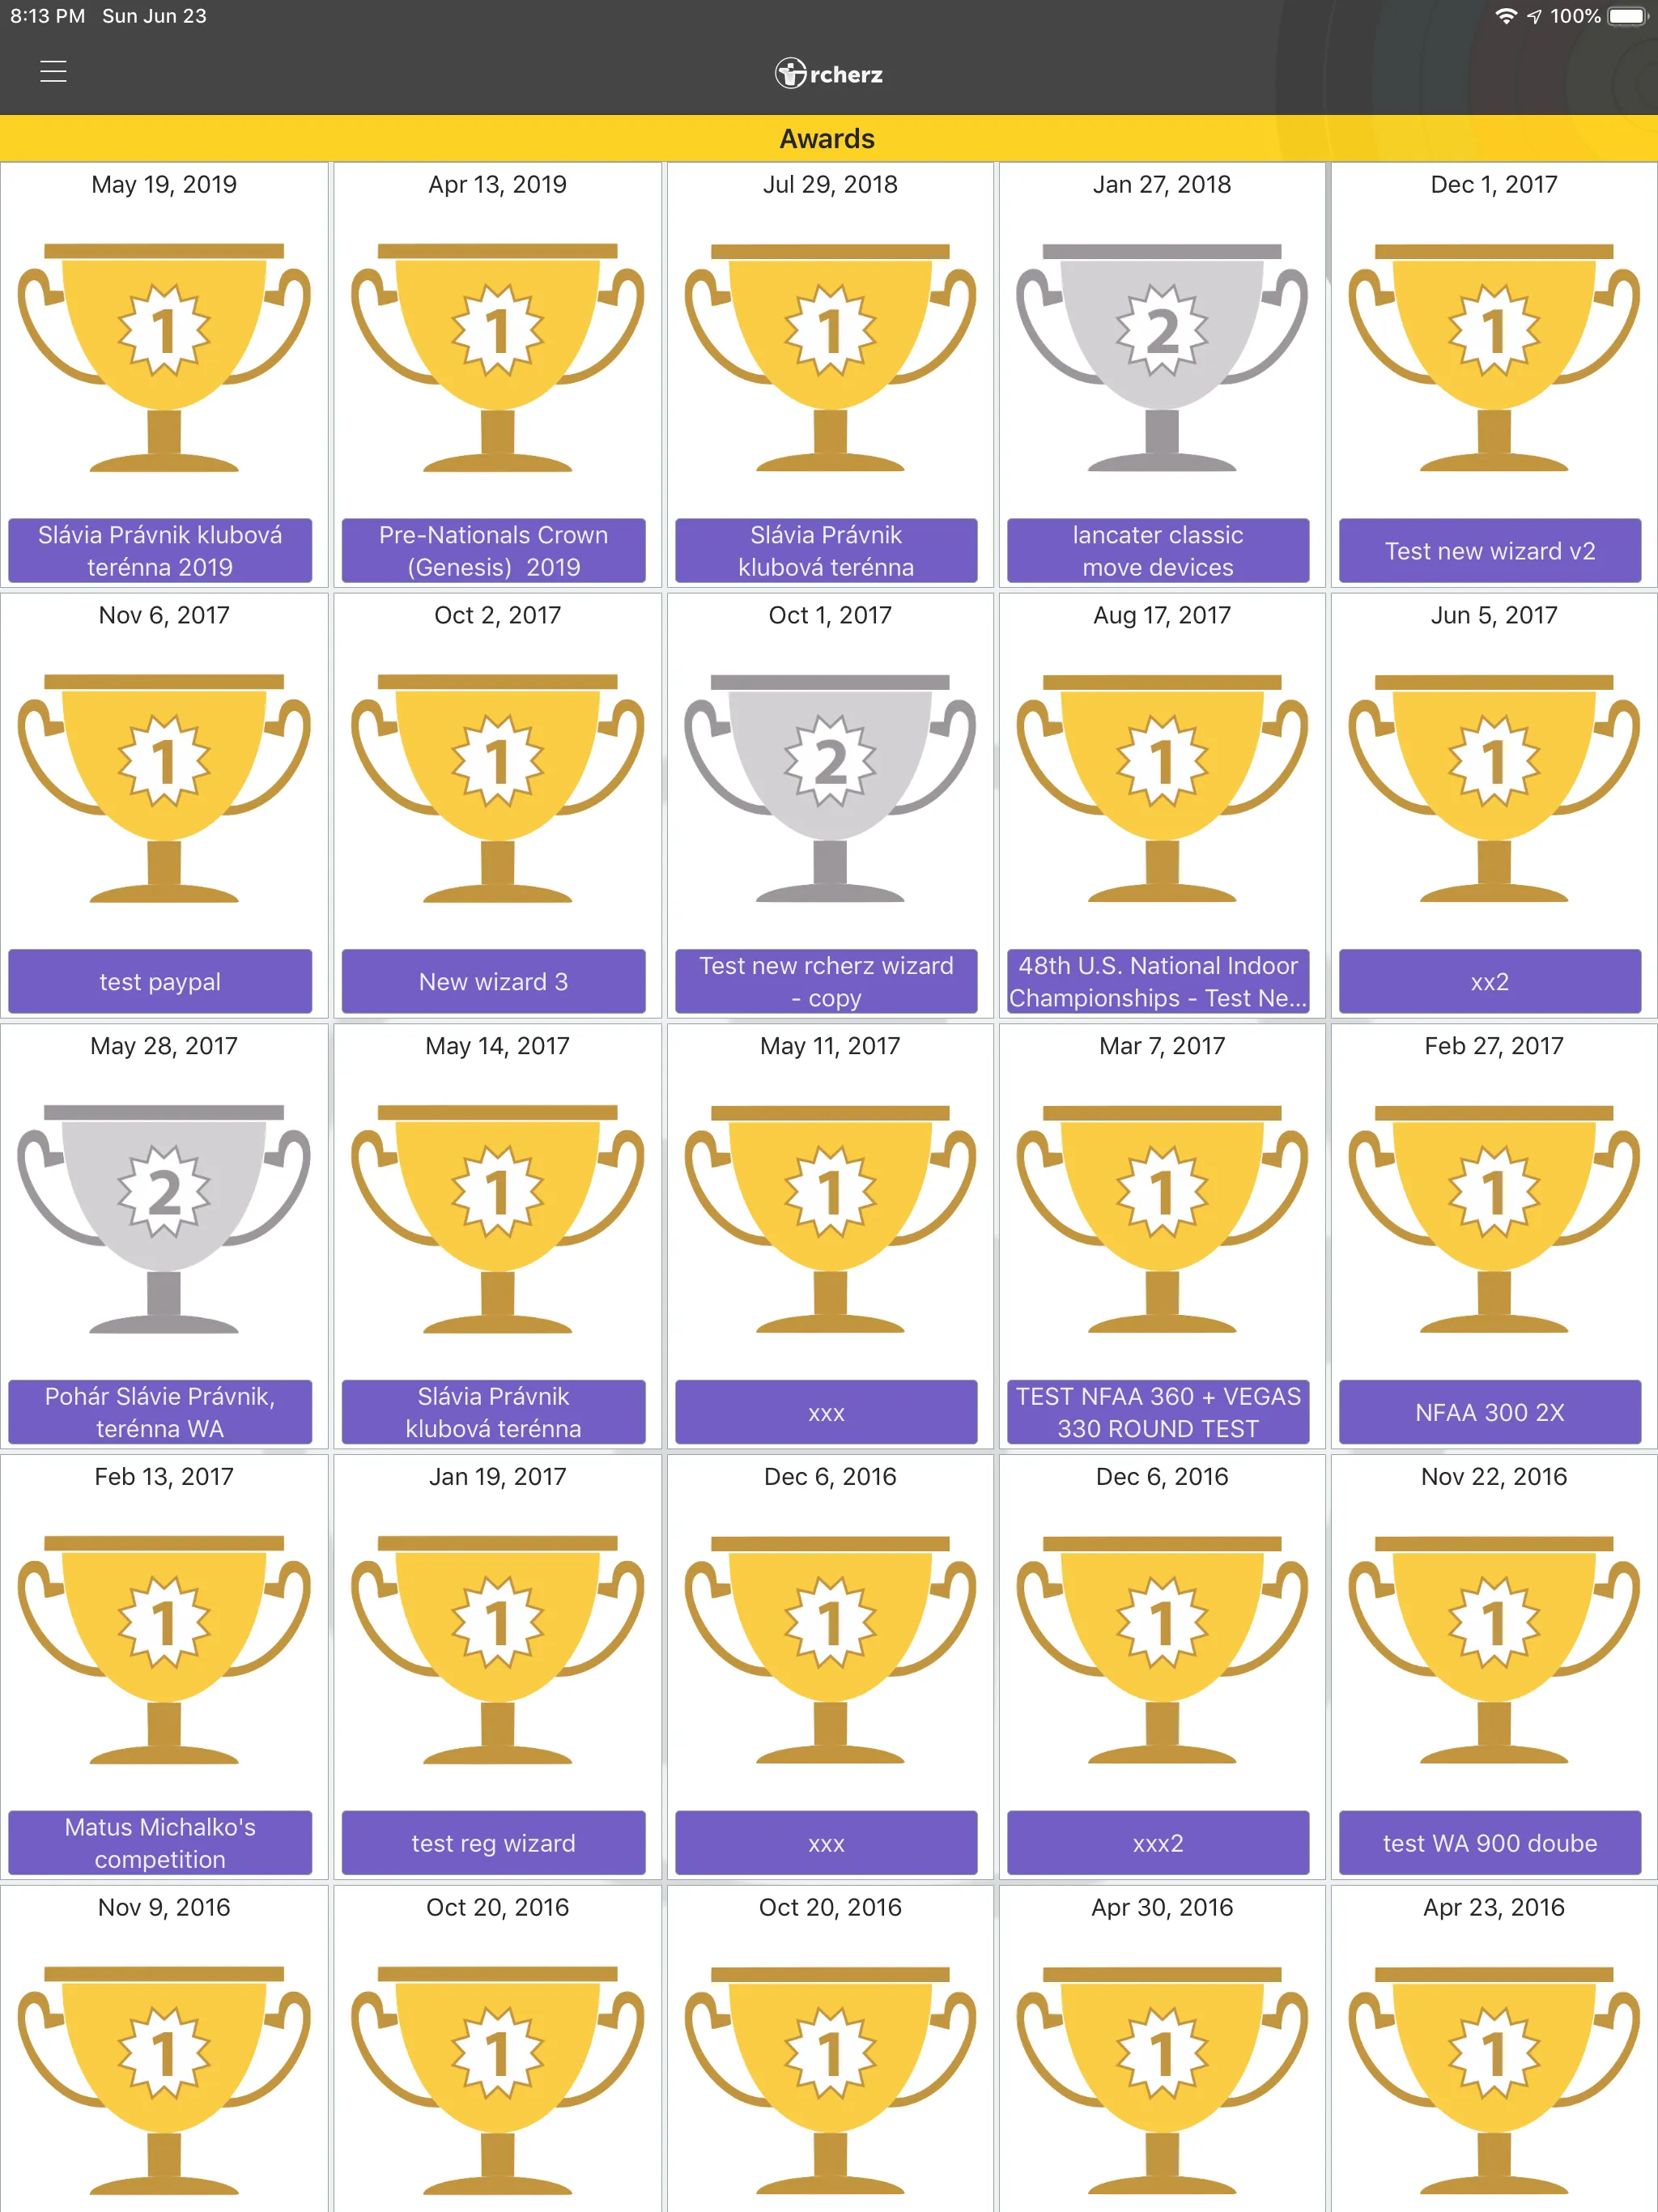 8:13 PM Sun Jun 23
100%
rcherz
Awards
May 19, 2019
1
Slávia Právnik klubová
terénna 2019
Apr 13, 2019
1
Pre-Nationals Crown
(Genesis) 2019
Jul 29, 2018
1
Slávia Právnik
klubová terénna
Jan 27, 2018
2
lancater classic
move devices
Dec 1, 2017
1
Test new wizard v2
Nov 6, 2017
1
test paypal
Oct 2, 2017
1
New wizard 3
Oct 1, 2017
2
Test new rcherz wizard
- copy
Aug 17, 2017
1
48th U.S. National Indoor
Championships - Test Ne...
Jun 5, 2017
1
xx2
May 28, 2017
2
Pohár Slávie Právnik,
terénna WA
May 14, 2017
1
Slávia Právnik
klubová terénna
May 11, 2017
1
xxx
Mar 7, 2017
1
TEST NFAA 360 + VEGAS
330 ROUND TEST
Feb 27, 2017
1
NFAA 300 2X
Feb 13, 2017
1
Matus Michalko's
competition
Jan 19, 2017
1
test reg wizard
Dec 6, 2016
1
xxx
Dec 6, 2016
1
xxx2
Nov 22, 2016
1
test WA 900 doube
Nov 9, 2016
1
Oct 20, 2016
1
Oct 20, 2016
1
Apr 30, 2016
1
Apr 23, 2016
1